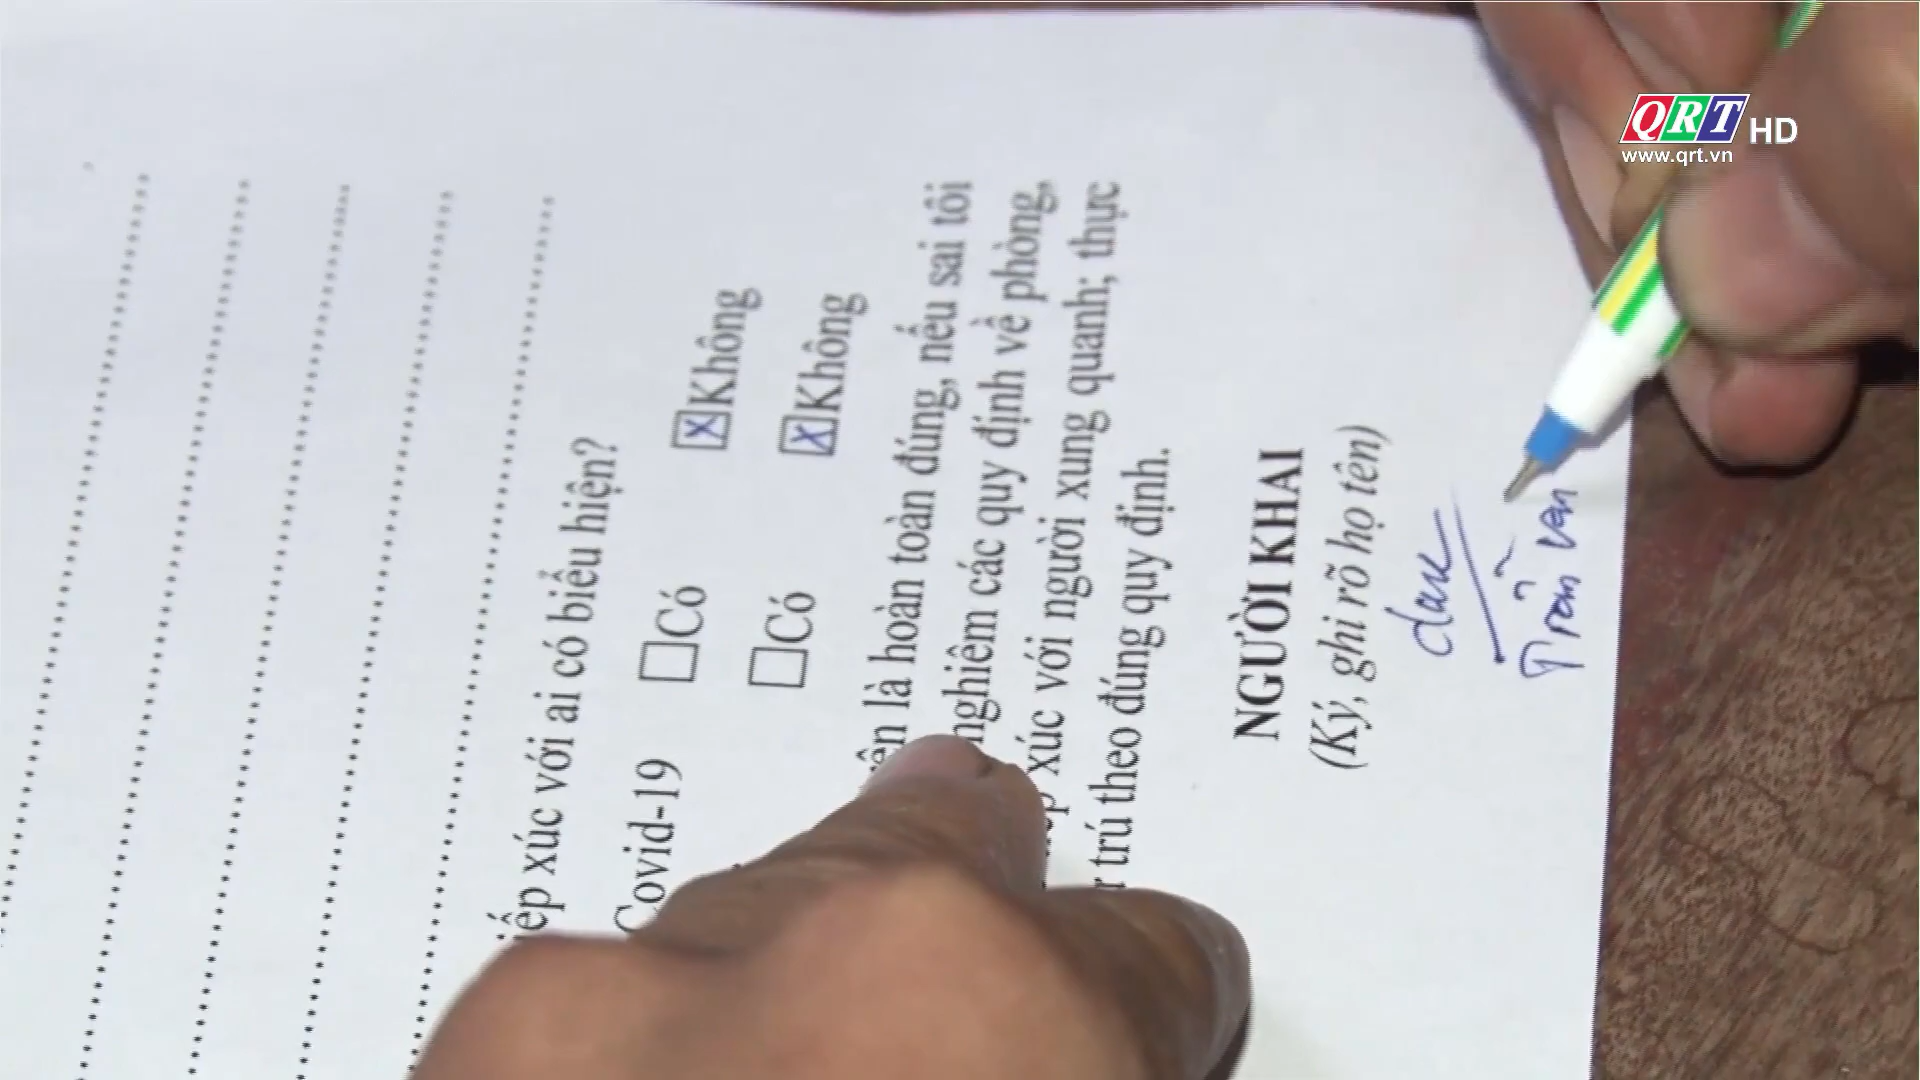 QRT HD
www.qrt.vn
xúc với ai có biểu hiện?
Covid-19 ☐Có ☒Không
☐Có ☒Không
là hoàn toàn đúng, nếu sai tôi
nghiêm các quy định về phòng,
xúc với người xung quanh; thực
trú theo đúng quy định.
NGƯỜI KHAI
(Ký, ghi rõ họ tên)
Trần Văn